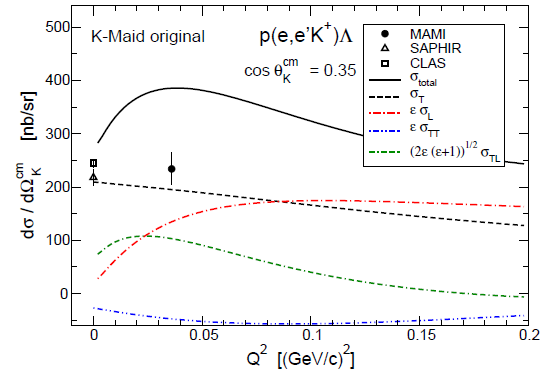 K-Maid original
p(e,e'K⁺)Λ
cos θ_K^cm = 0.35
MAMI
SAPHIR
CLAS
σ_total
σ_T
ε σ_L
ε σ_TT
(2ε (ε+1))^1/2 σ_TL
dσ / dΩ_K^cm [nb/sr]
500
400
300
200
100
0
0 0.05 0.1 0.15 0.2
Q² [(GeV/c)²]